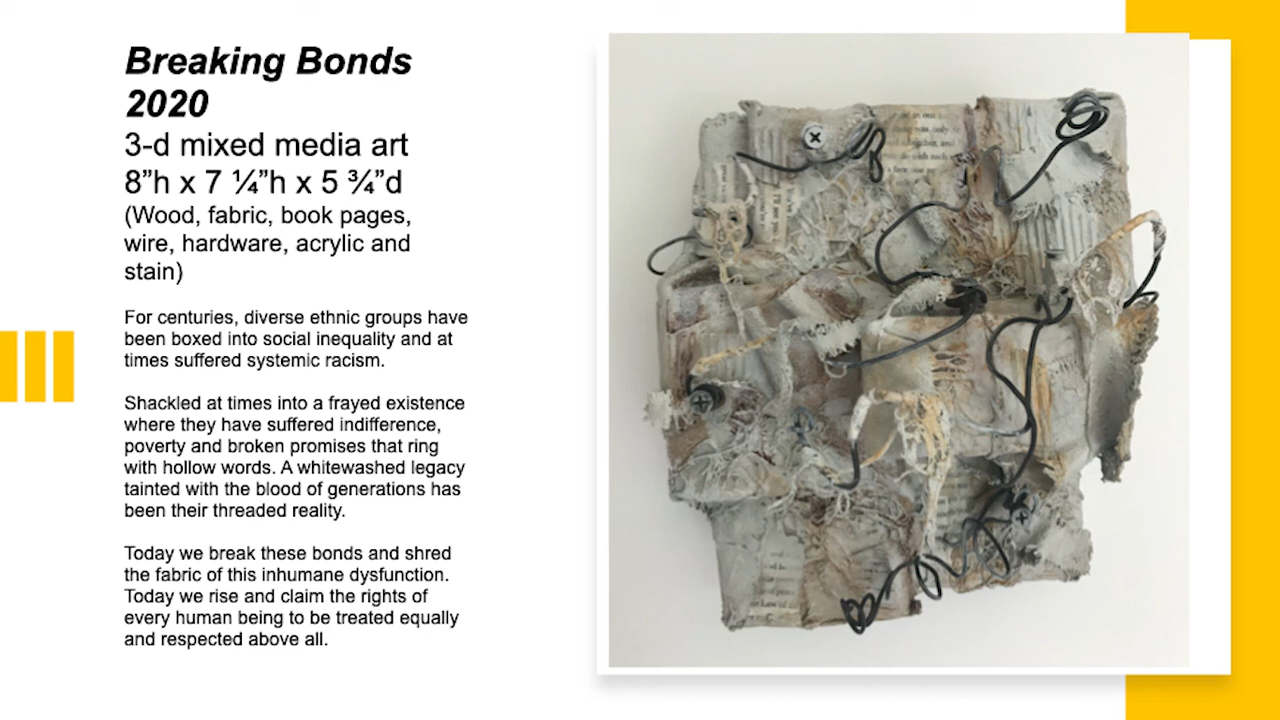 Breaking Bonds
2020
3-d mixed media art
8”h x 7 ¼”h x 5 ¾”d
(Wood, fabric, book pages,
wire, hardware, acrylic and
stain)
For centuries, diverse ethnic groups have
been boxed into social inequality and at
times suffered systemic racism.
Shackled at times into a frayed existence
where they have suffered indifference,
poverty and broken promises that ring
with hollow words. A whitewashed legacy
tainted with the blood of generations has
been their threaded reality.
Today we break these bonds and shred
the fabric of this inhumane dysfunction.
Today we rise and claim the rights of
every human being to be treated equally
and respected above all.